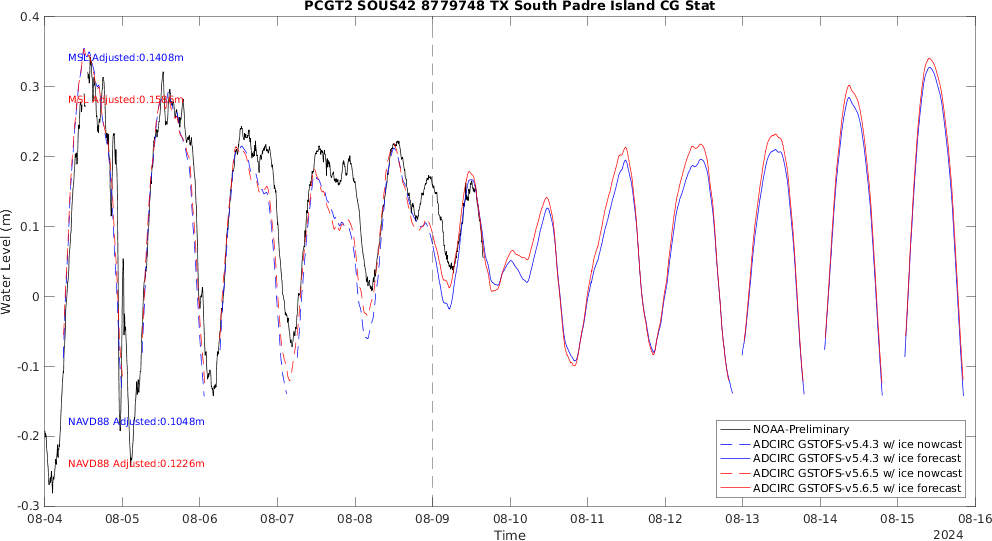 PCGT2 SOUS42 8779748 TX South Padre Island CG Stat
0.4
0.3
0.2
0.1
0
-0.1
-0.2
-0.3
Water Level (m)
MSL Adjusted:0.1408m
MSL Adjusted:
NAVD88 Adjusted:0.1048m
NAVD88 Adjusted:0.1226m
NOAA-Preliminary
ADCIRC GSTOFS-v5.4.3 w/ ice nowcast
ADCIRC GSTOFS-v5.4.3 w/ ice forecast
ADCIRC GSTOFS-v5.6.5 w/ ice nowcast
ADCIRC GSTOFS-v5.6.5 w/ ice forecast
08-04 08-05 08-06 08-07 08-08 08-09 08-10 08-11 08-12 08-13 08-14 08-15 08-16
Time
2024